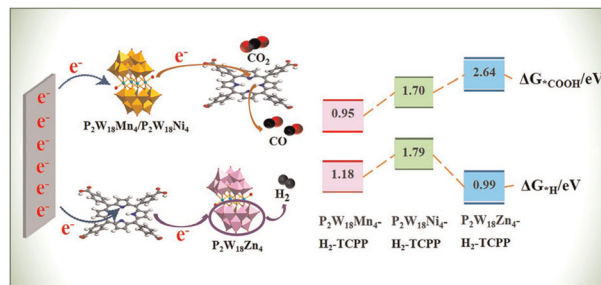 e⁻
e⁻
e⁻
e⁻
e⁻
e⁻
e⁻
e⁻
CO₂
P₂W₁₈Mn₄/P₂W₁₈Ni₄
CO
e⁻
e⁻
H₂
P₂W₁₈Zn₄
0.95
1.70
2.64
ΔG*COOH/eV
1.18
1.79
0.99
ΔG*H/eV
P₂W₁₈Mn₄-
H₂-TCPP
P₂W₁₈Ni₄-
H₂-TCPP
P₂W₁₈Zn₄-
H₂-TCPP